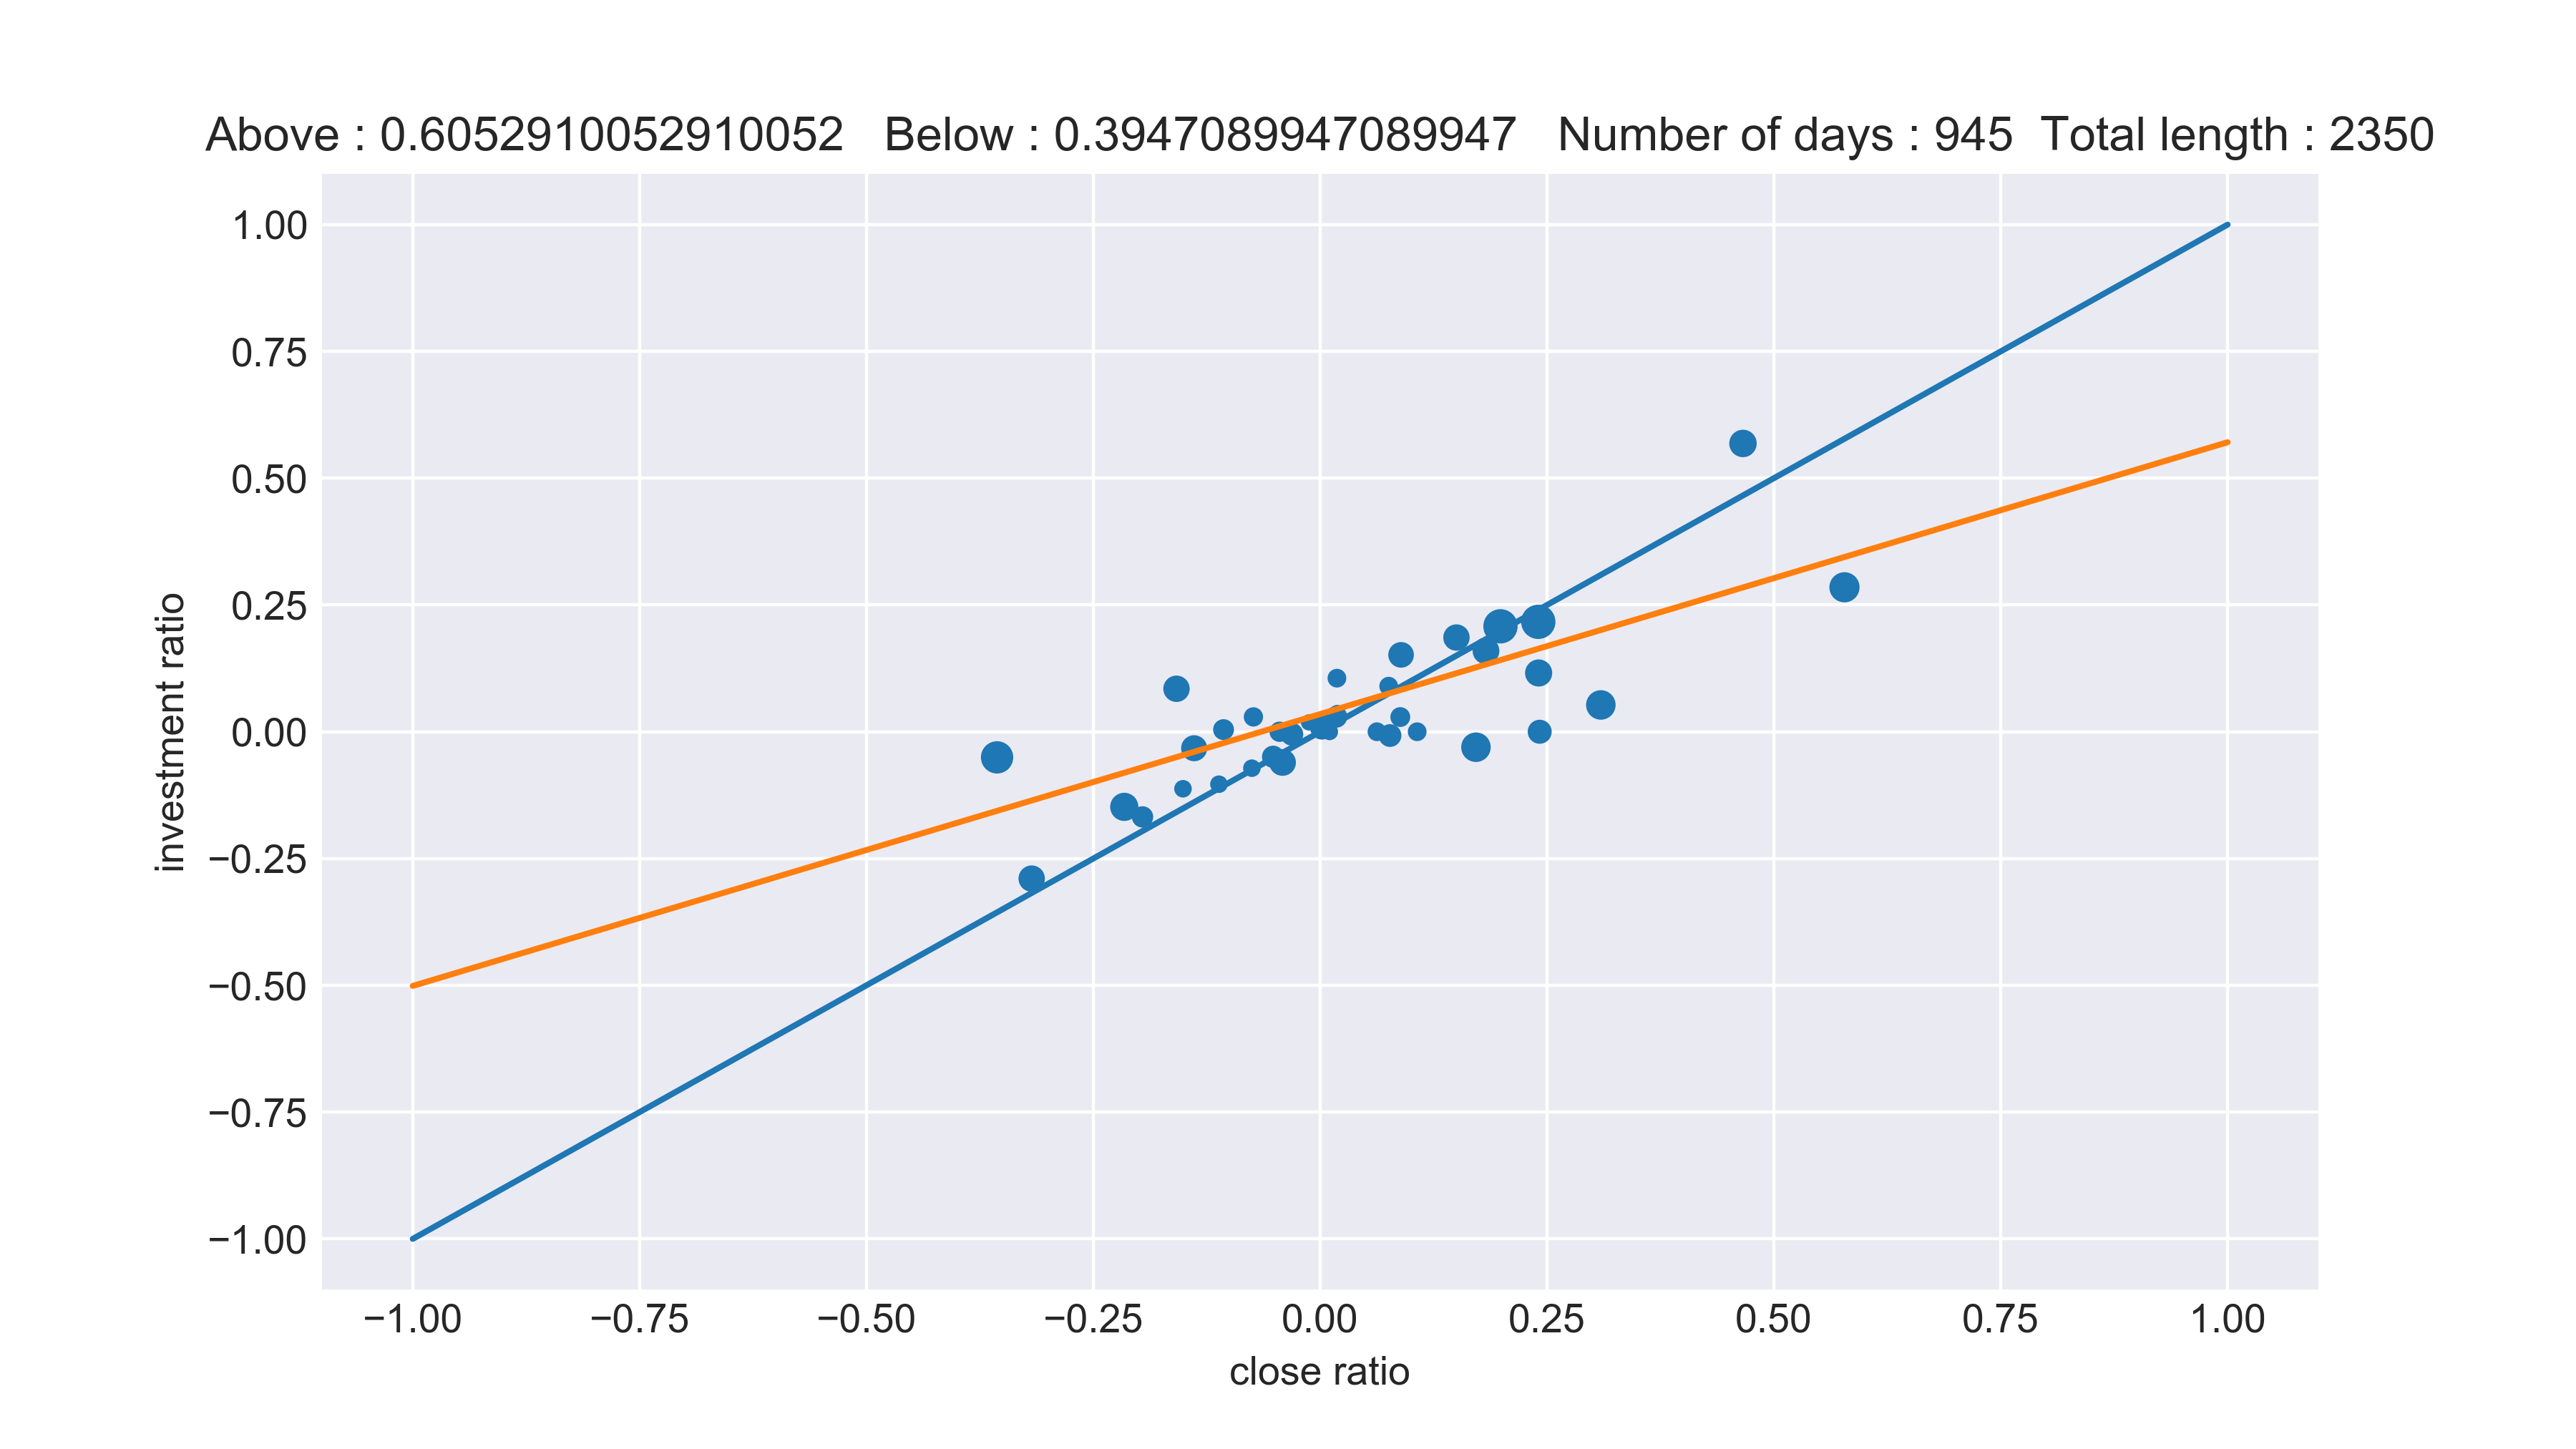 Above : 0.6052910052910052 Below : 0.3947089947089947 Number of days : 945 Total length : 2350
1.00
0.75
0.50
0.25
0.00
−0.25
−0.50
−0.75
−1.00
investment ratio
−1.00 −0.75 −0.50 −0.25 0.00 0.25 0.50 0.75 1.00
close ratio